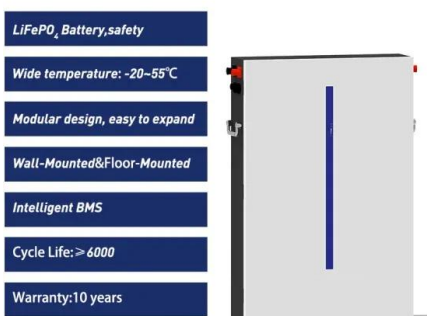 LiFePO₄ Battery,safety
Wide temperature: -20~55℃
Modular design, easy to expand
Wall-Mounted&Floor-Mounted
Intelligent BMS
Cycle Life:≥6000
Warranty:10 years